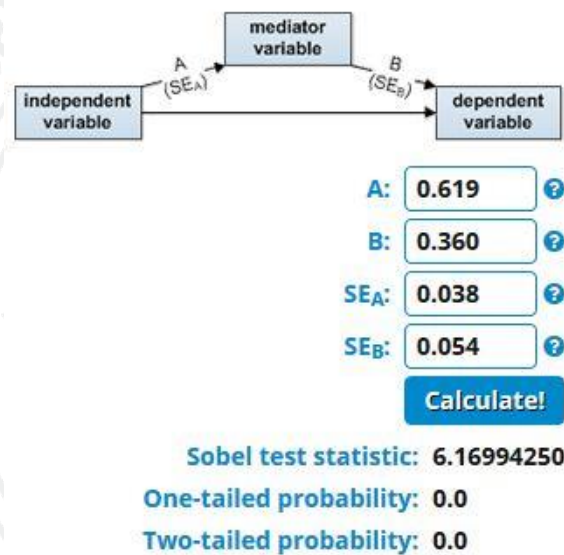 mediator
variable
A
(SEA)
B
(SEB)
independent
variable
dependent
variable
A: 0.619 ?
B: 0.360 ?
SEA: 0.038 ?
SEB: 0.054 ?
Calculate!
Sobel test statistic: 6.16994250
One-tailed probability: 0.0
Two-tailed probability: 0.0